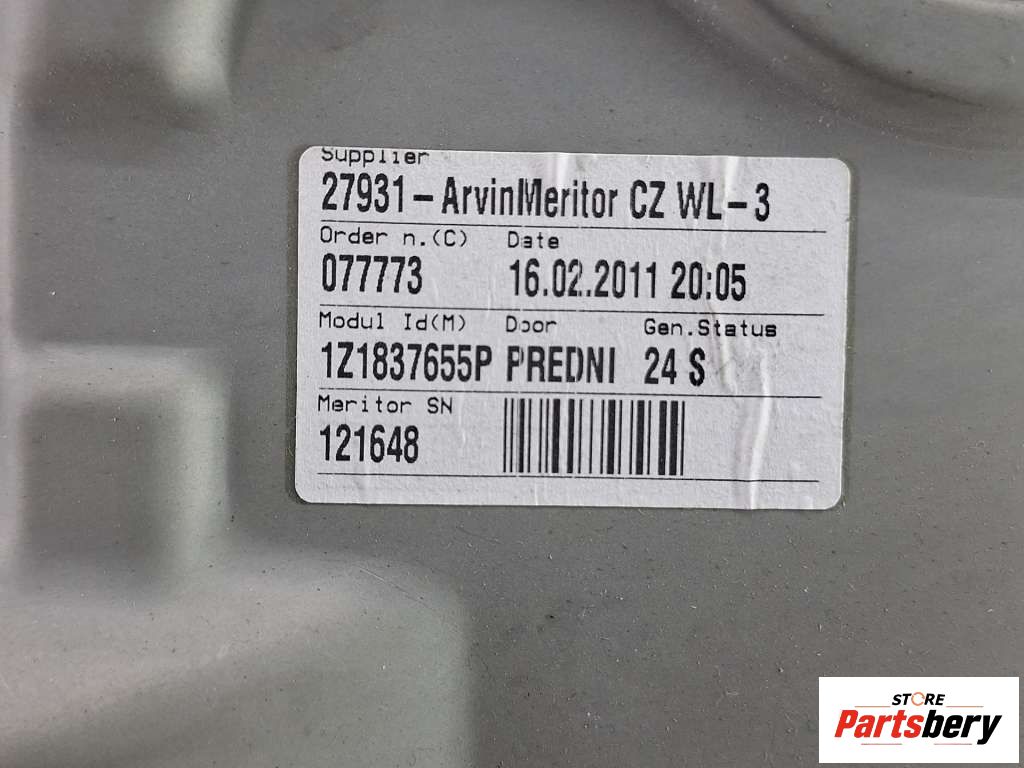 Supplier
27931-ArvinMeritor CZ WL-3
Order n.(C) Date
077773 16.02.2011 20:05
Modul Id(M) Door Gen.Status
1Z1837655P PREDNI 24 S
Meritor SN
121648
STORE
Partsbery